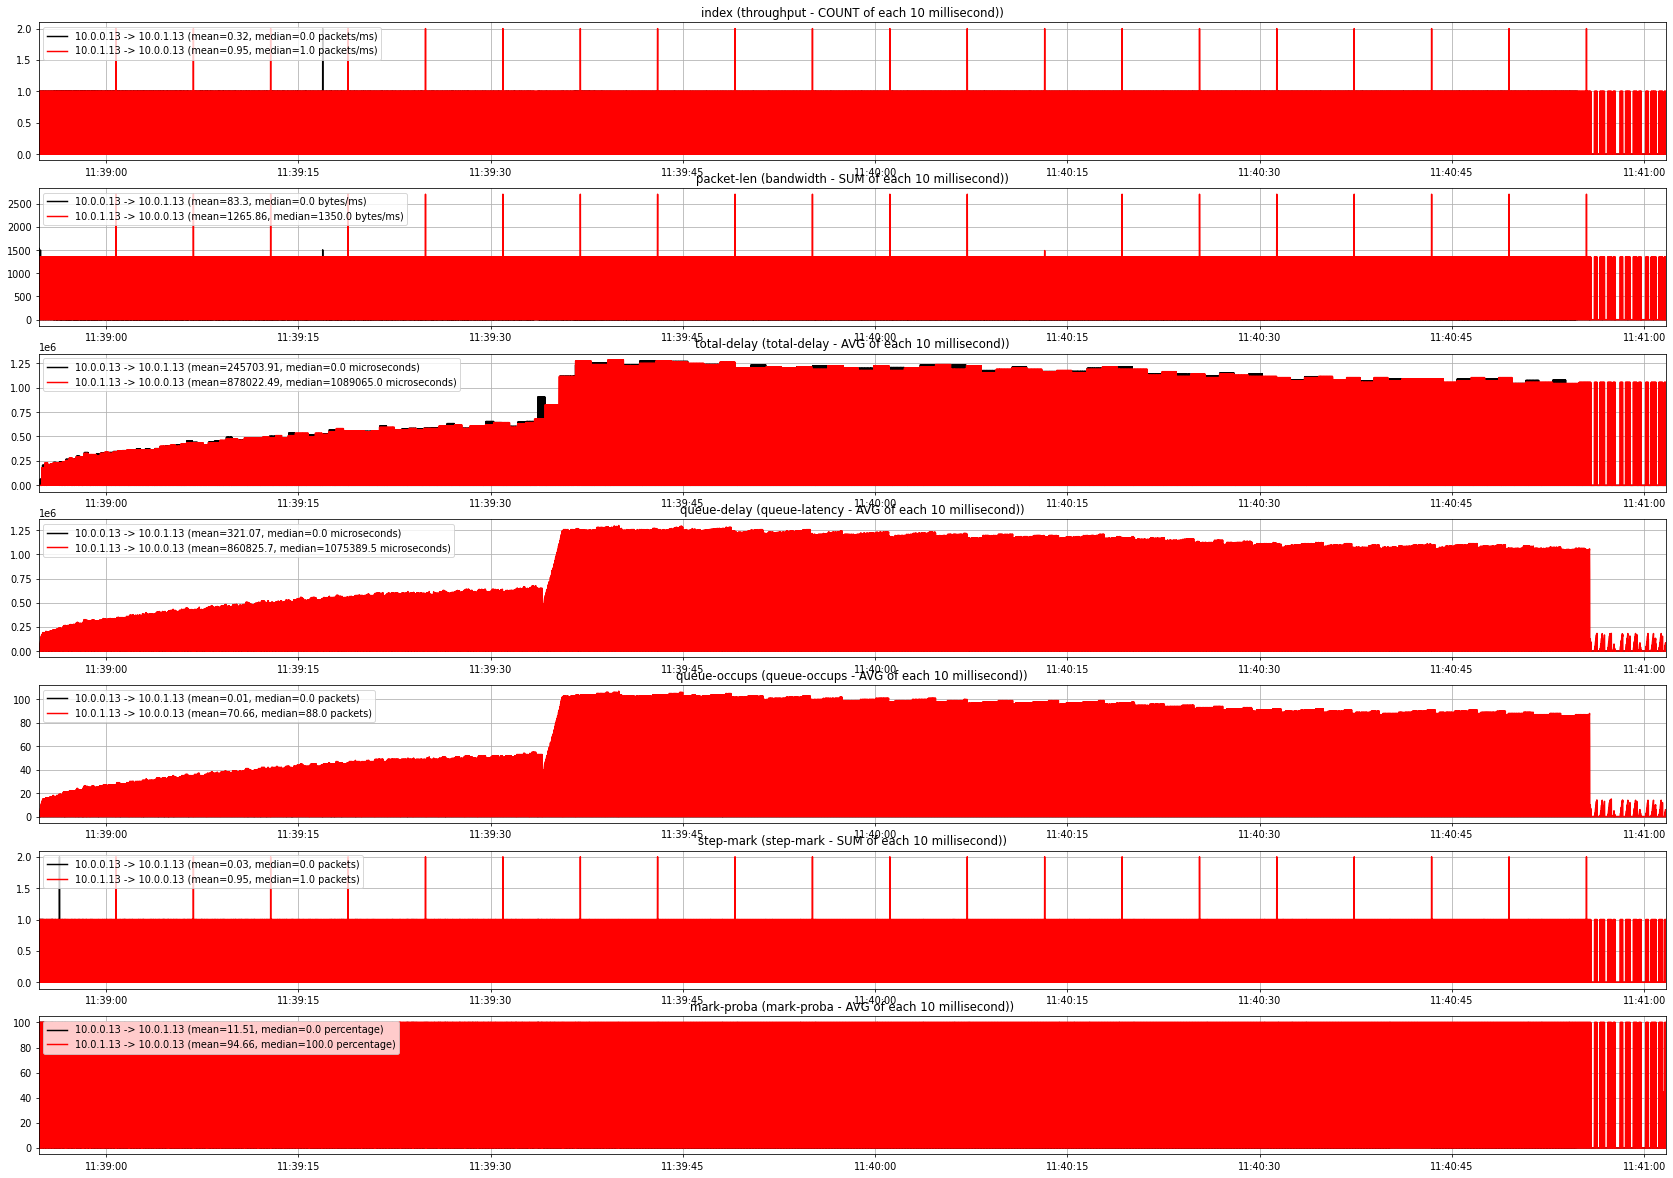 index (throughput - COUNT of each 10 millisecond))
10.0.0.13 -> 10.0.1.13 (mean=0.32, median=0.0 packets/ms)
10.0.1.13 -> 10.0.0.13 (mean=0.95, median=1.0 packets/ms)
2.0
1.5
1.0
0.5
0.0
11:39:00 11:39:15 11:39:30 11:39:45 11:40:00 11:40:15 11:40:30 11:40:45 11:41:00
packet-len (bandwidth - SUM of each 10 millisecond))
10.0.0.13 -> 10.0.1.13 (mean=83.3, median=0.0 bytes/ms)
10.0.1.13 -> 10.0.0.13 (mean=1265.86, median=1350.0 bytes/ms)
2500
2000
1500
1000
500
0
11:39:00 11:39:15 11:39:30 11:39:45 11:40:00 11:40:15 11:40:30 11:40:45 11:41:00
total-delay (total-delay - AVG of each 10 millisecond))
1e6
10.0.0.13 -> 10.0.1.13 (mean=245703.91, median=0.0 microseconds)
10.0.1.13 -> 10.0.0.13 (mean=878022.49, median=1089065.0 microseconds)
1.25
1.00
0.75
0.50
0.25
0.00
11:39:00 11:39:15 11:39:30 11:39:45 11:40:00 11:40:15 11:40:30 11:40:45 11:41:00
queue-delay (queue-latency - AVG of each 10 millisecond))
1e6
10.0.0.13 -> 10.0.1.13 (mean=321.07, median=0.0 microseconds)
10.0.1.13 -> 10.0.0.13 (mean=860825.7, median=1075389.5 microseconds)
1.25
1.00
0.75
0.50
0.25
0.00
11:39:00 11:39:15 11:39:30 11:39:45 11:40:00 11:40:15 11:40:30 11:40:45 11:41:00
queue-occups (queue-occups - AVG of each 10 millisecond))
10.0.0.13 -> 10.0.1.13 (mean=0.01, median=0.0 packets)
10.0.1.13 -> 10.0.0.13 (mean=70.66, median=88.0 packets)
100
80
60
40
20
0
11:39:00 11:39:15 11:39:30 11:39:45 11:40:00 11:40:15 11:40:30 11:40:45 11:41:00
step-mark (step-mark - SUM of each 10 millisecond))
10.0.0.13 -> 10.0.1.13 (mean=0.03, median=0.0 packets)
10.0.1.13 -> 10.0.0.13 (mean=0.95, median=1.0 packets)
2.0
1.5
1.0
0.5
0.0
11:39:00 11:39:15 11:39:30 11:39:45 11:40:00 11:40:15 11:40:30 11:40:45 11:41:00
mark-proba (mark-proba - AVG of each 10 millisecond))
10.0.0.13 -> 10.0.1.13 (mean=11.51, median=0.0 percentage)
10.0.1.13 -> 10.0.0.13 (mean=94.66, median=100.0 percentage)
100
80
60
40
20
0
11:39:00 11:39:15 11:39:30 11:39:45 11:40:00 11:40:15 11:40:30 11:40:45 11:41:00